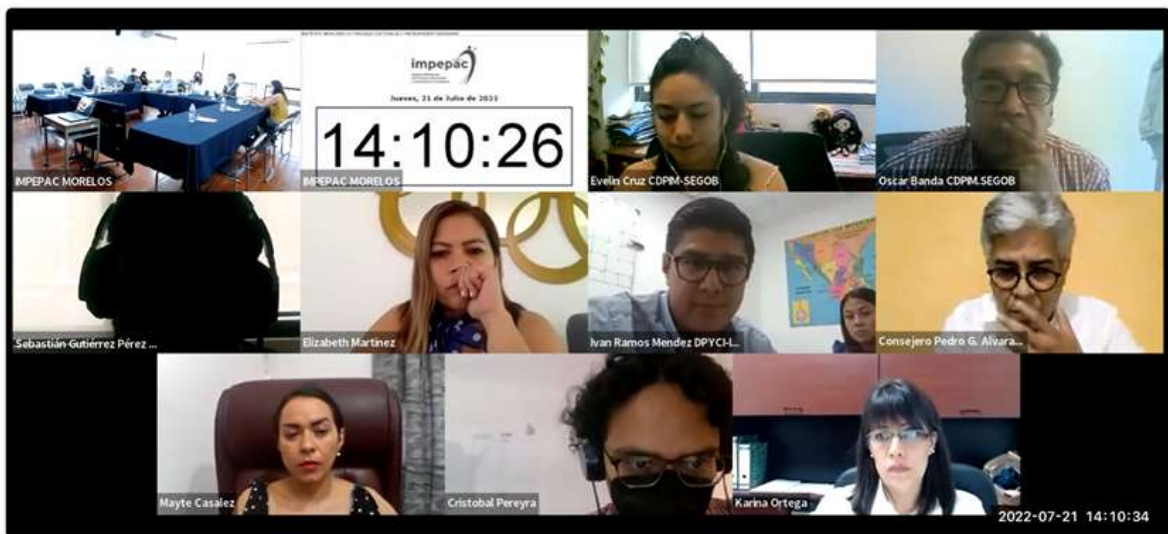 impepac
Jueves, 21 de Julio de 2022
14:10:26
IMPEPAC MORELOS
IMPEPAC MORELOS
Evelin Cruz CDPIM-SEGOB
Oscar Banda CDPIM.SEGOB
Sebastián Gutiérrez Pérez ...
Elizabeth Martinez
Ivan Ramos Mendez DPYCI-I...
Consejero Pedro G. Alvara...
Mayte Casalez
Cristobal Pereyra
Karina Ortega
2022-07-21 14:10:34